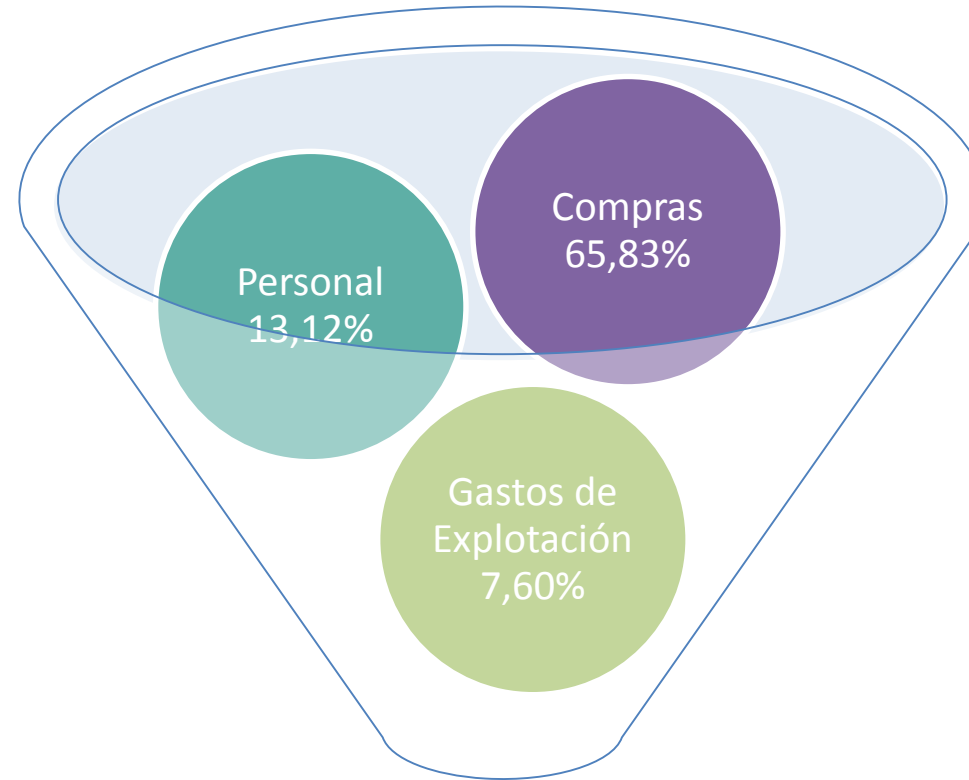 Compras
65,83%
Personal
13,12%
Gastos de
Explotación
7,60%